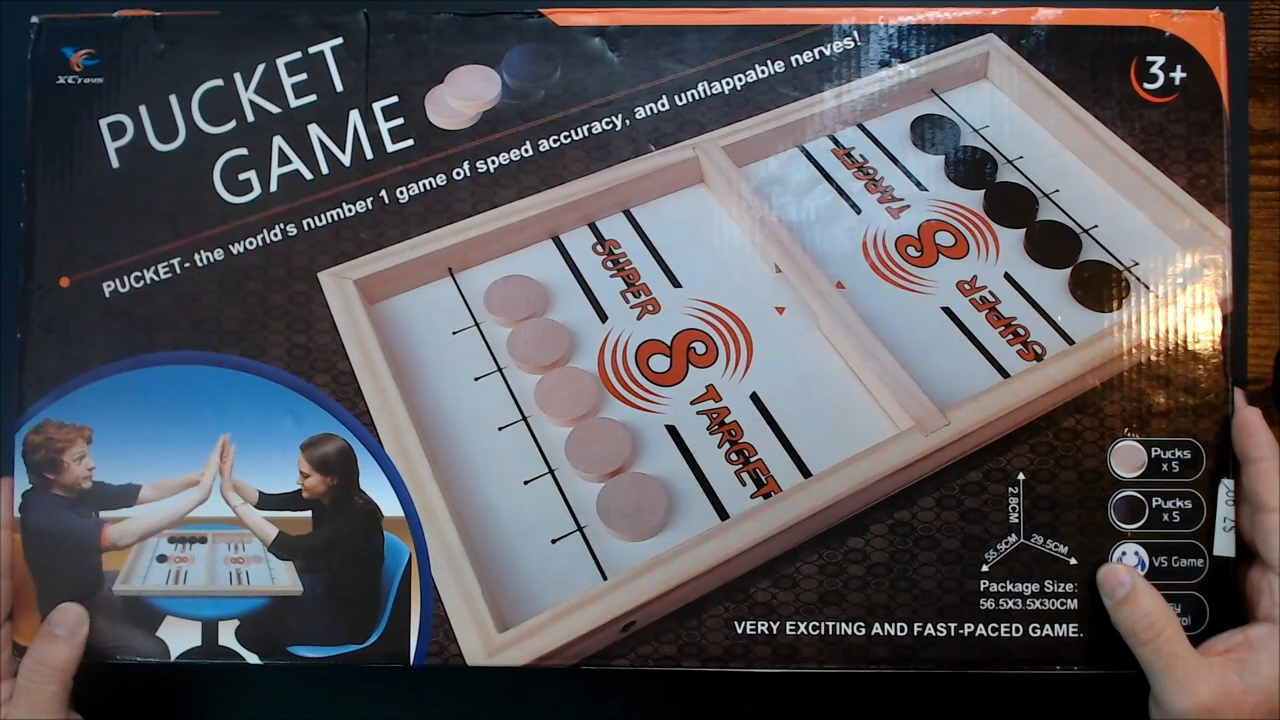 XCTOYS
PUCKET
GAME
PUCKET- the world's number 1 game of speed accuracy, and unflappable nerves!
3+
SUPER
8
TARGET
TARGET
8
SUPER
Pucks
x 5
Pucks
x 5
VS Game
2.8CM
55.5CM
29.5CM
Package Size:
56.5X3.5X30CM
VERY EXCITING AND FAST-PACED GAME.